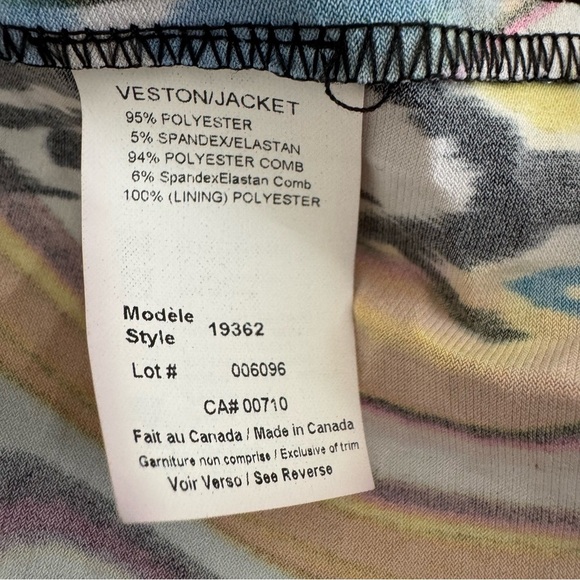 VESTON/JACKET
95% POLYESTER
5% SPANDEX/ELASTAN
94% POLYESTER COMB
6% SpandexElastan Comb
100% (LINING) POLYESTER
Modèle
Style 19362
Lot # 006096
CA# 00710
Fait au Canada / Made in Canada
Garniture non comprise / Exclusive of trim
Voir Verso / See Reverse